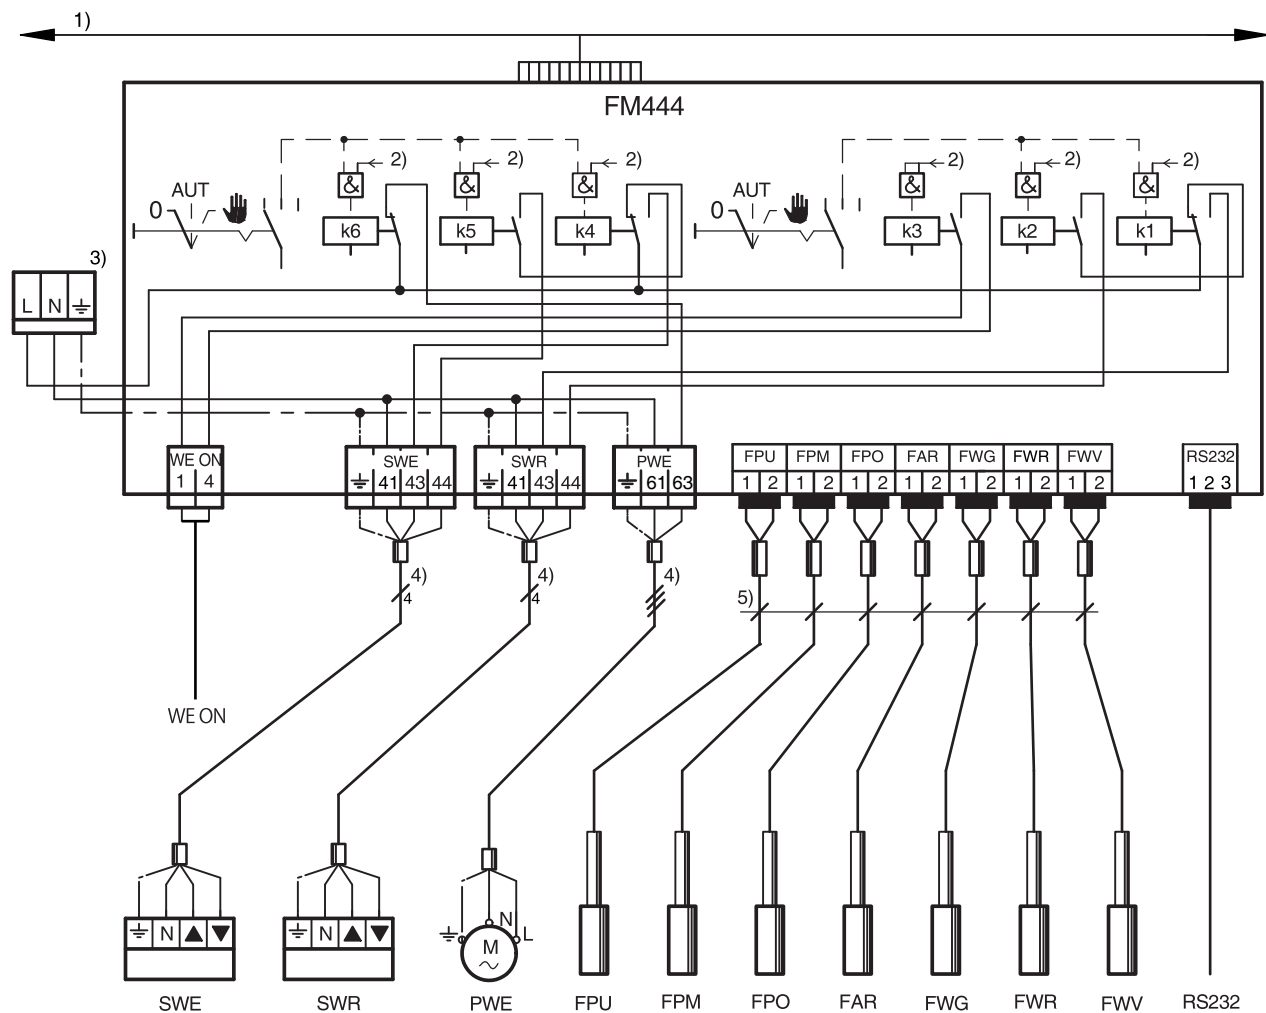 1)
FM444
2) 2) 2) 2) 2) 2)
& & & & & &
AUT AUT
0 k6 k5 k4 0 k3 k2 k1
3)
L N
WE ON SWE SWR PWE FPU FPM FPO FAR FWG FWR FWV RS232
1 4 41 43 44 41 43 44 61 63 1 2 1 2 1 2 1 2 1 2 1 2 1 2 1 2 3
4) 4) 4)
4 4 5)
WE ON
N N N L
M
SWE SWR PWE FPU FPM FPO FAR FWG FWR FWV RS232